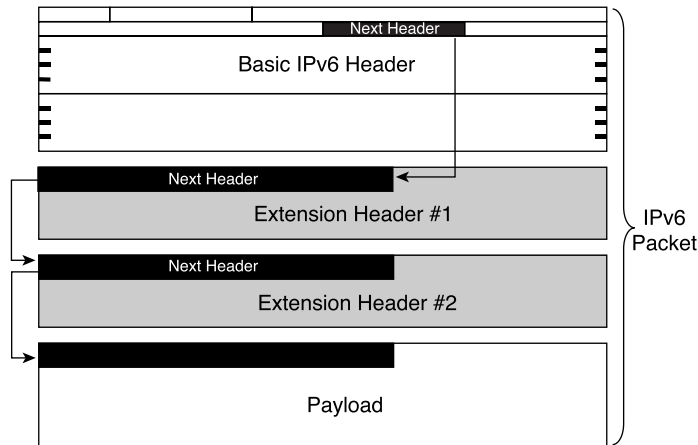 Next Header
Basic IPv6 Header
Next Header
Extension Header #1
IPv6
Packet
Next Header
Extension Header #2
Payload